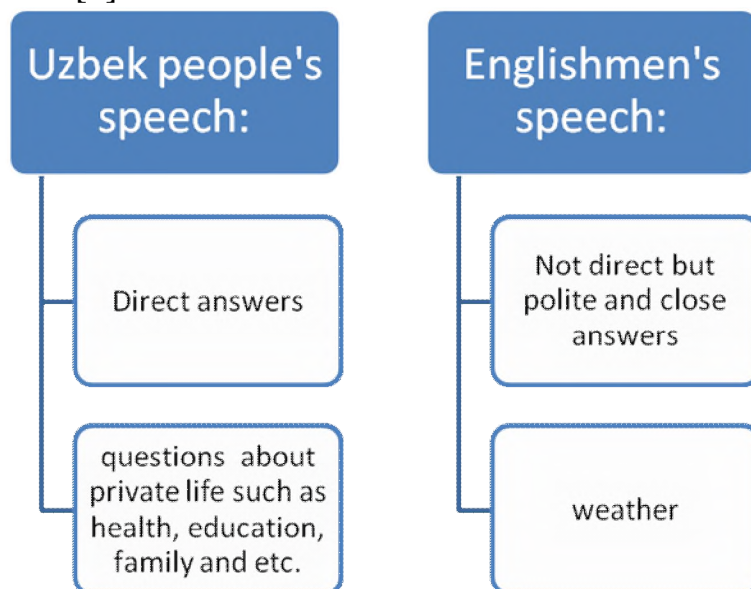 Uzbek people's
speech:
Direct answers
questions about
private life such as
health, education,
family and etc.
Englishmen's
speech:
Not direct but
polite and close
answers
weather